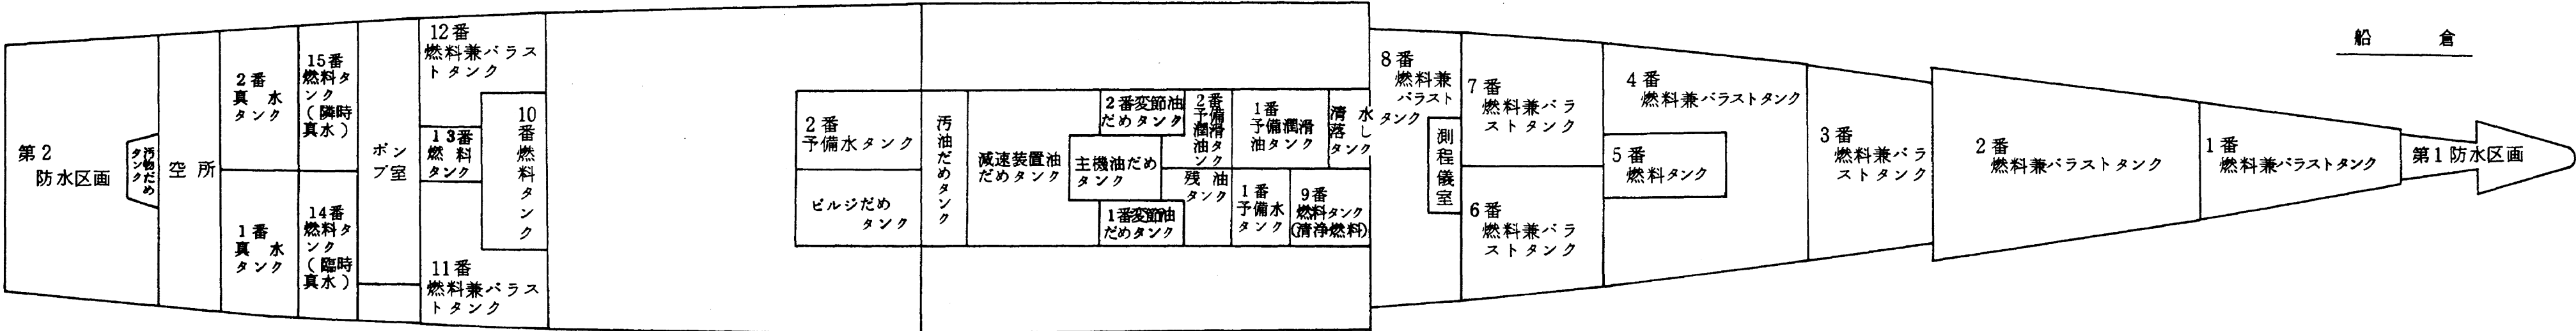 船倉
第2
防水区画
汚物だめ
タンク
空所
2番
真水
タンク
1番
真水
タンク
15番
燃料タ
ンク
(隣時
真水)
14番
燃料タ
ンク
(臨時
真水)
ポン
プ室
12番
燃料兼バラス
トタンク
13番
燃料
タンク
10
番
燃
料
タ
ン
ク
11番
燃料兼バラス
トタンク
2番
予備水タンク
ビルジだめ
タンク
汚油だめタンク
減速装置油
だめタンク
2番変節油
だめタンク
主機油だめ
タンク
1番変節油
だめタンク
2番
予備
潤滑
油タ
ンク
残油
タンク
1番
予備潤滑
油タンク
1番
予備水
タンク
清水
落し
タンク
9番
燃料タンク
(清浄燃料)
8番
燃料兼
バラスト
タンク
測程儀室
7番
燃料兼バラ
ストタンク
6番
燃料兼バラ
ストタンク
4番
燃料兼バラストタンク
5番
燃料タンク
3番
燃料兼バラ
ストタンク
2番
燃料兼バラストタンク
1番
燃料兼バラストタンク
第1防水区画